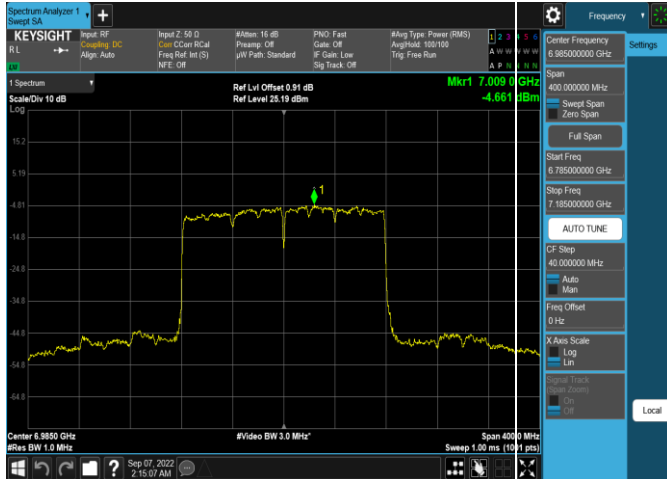 Spectrum Analyzer 1
Swept SA
KEYSIGHT
RL
Input: RF
Coupling: DC
Align: Auto
Input Z: 50 Ω
Corr CCorr RCal
Freq Ref: Int (S)
NFE: Off
#Atten: 16 dB
Preamp: Off
µW Path: Standard
PNO: Fast
Gate: Off
IF Gain: Low
Sig Track: Off
#Avg Type: Power (RMS)
Avg|Hold: 100/100
Trig: Free Run
1 2 3 4 5 6
A W W W W W
A P N N N N
1 Spectrum
Scale/Div 10 dB
Log
Ref Lvl Offset 0.91 dB
Ref Level 25.19 dBm
Mkr1 7.009 0 GHz
-4.661 dBm
15.2
5.19
-4.81
-14.8
-24.8
-34.8
-44.8
-54.8
-64.8
1
Center 6.9850 GHz
#Res BW 1.0 MHz
#Video BW 3.0 MHz*
Span 400.0 MHz
Sweep 1.00 ms (1001 pts)
Sep 07, 2022
2:15:07 AM
Frequency
Settings
Center Frequency
6.985000000 GHz
Span
400.000000 MHz
Swept Span
Zero Span
Full Span
Start Freq
6.785000000 GHz
Stop Freq
7.185000000 GHz
AUTO TUNE
CF Step
40.000000 MHz
Auto
Man
Freq Offset
0 Hz
X Axis Scale
Log
Lin
Signal Track
(Span Zoom)
On
Off
Local